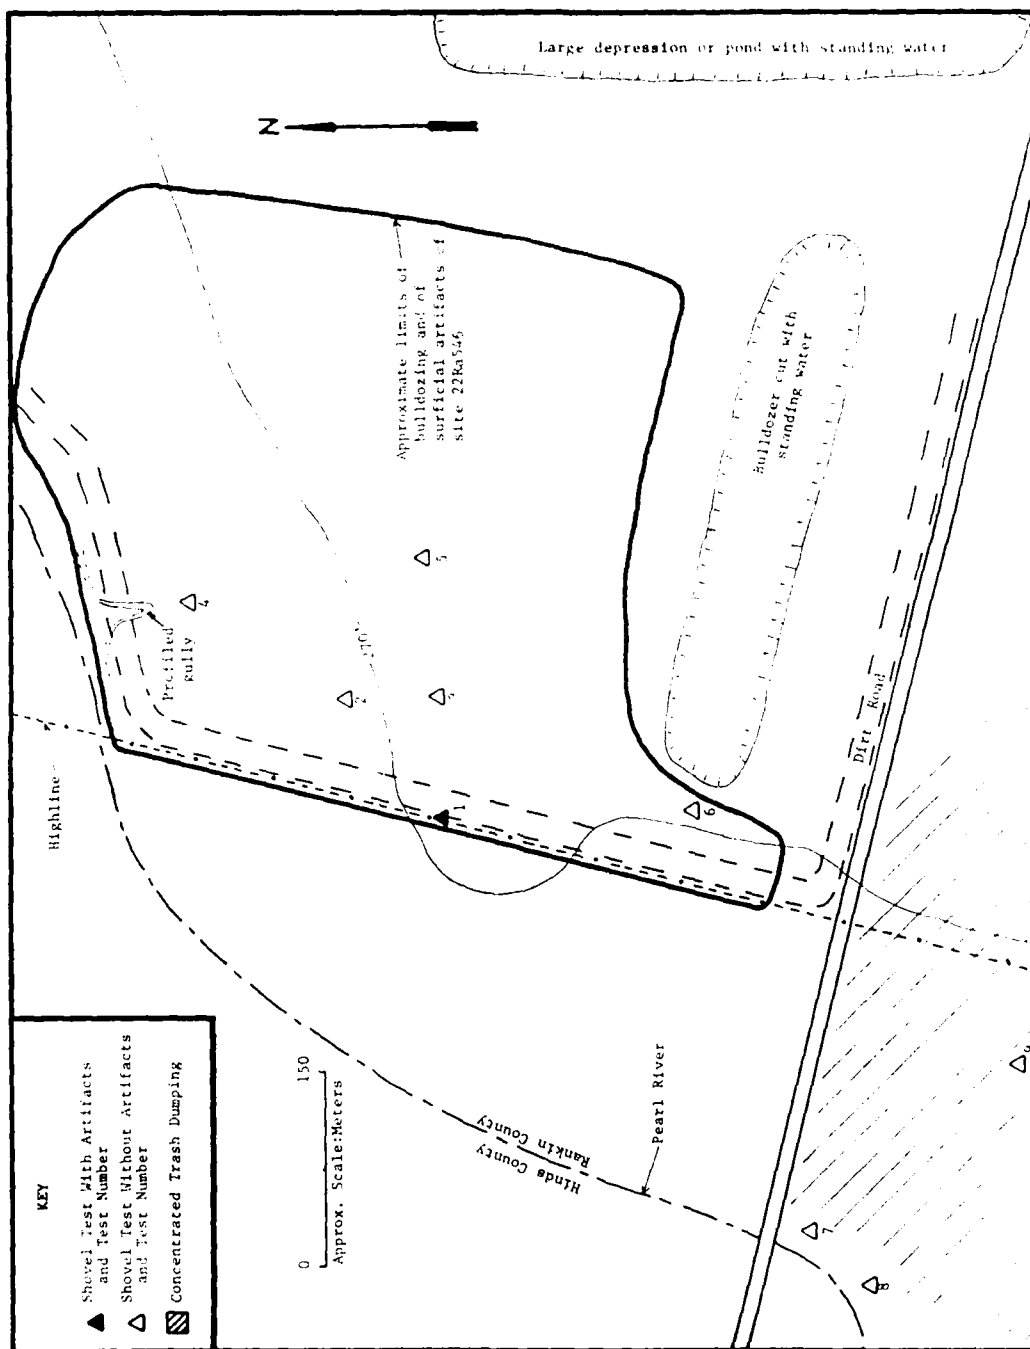 Large depression or pond with standing water
N
Approximate limits of
bulldozing and of
surficial artifacts of
site 22Ra546
Bulldozer cut with
standing water
Profiled
gully
Highline
270'
4
5
2
3
1
6
Dirt Road
KEY
Shovel Test With Artifacts
and Test Number
Shovel Test Without Artifacts
and Test Number
Concentrated Trash Dumping
0 150
Approx. Scale:Meters
Hinds County
Rankin County
Pearl River
7
8
9